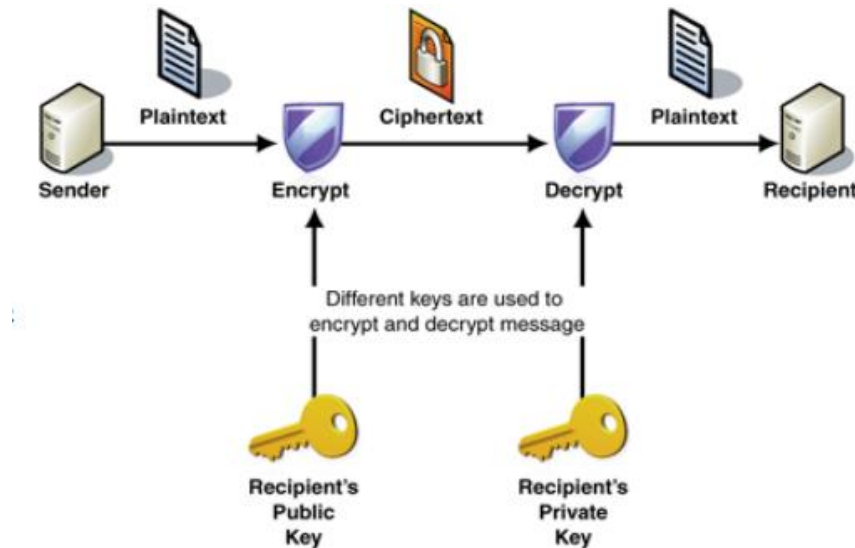 Plaintext
Ciphertext
Plaintext
Sender
Encrypt
Decrypt
Recipient
Different keys are used to
encrypt and decrypt message
Recipient's
Public
Key
Recipient's
Private
Key